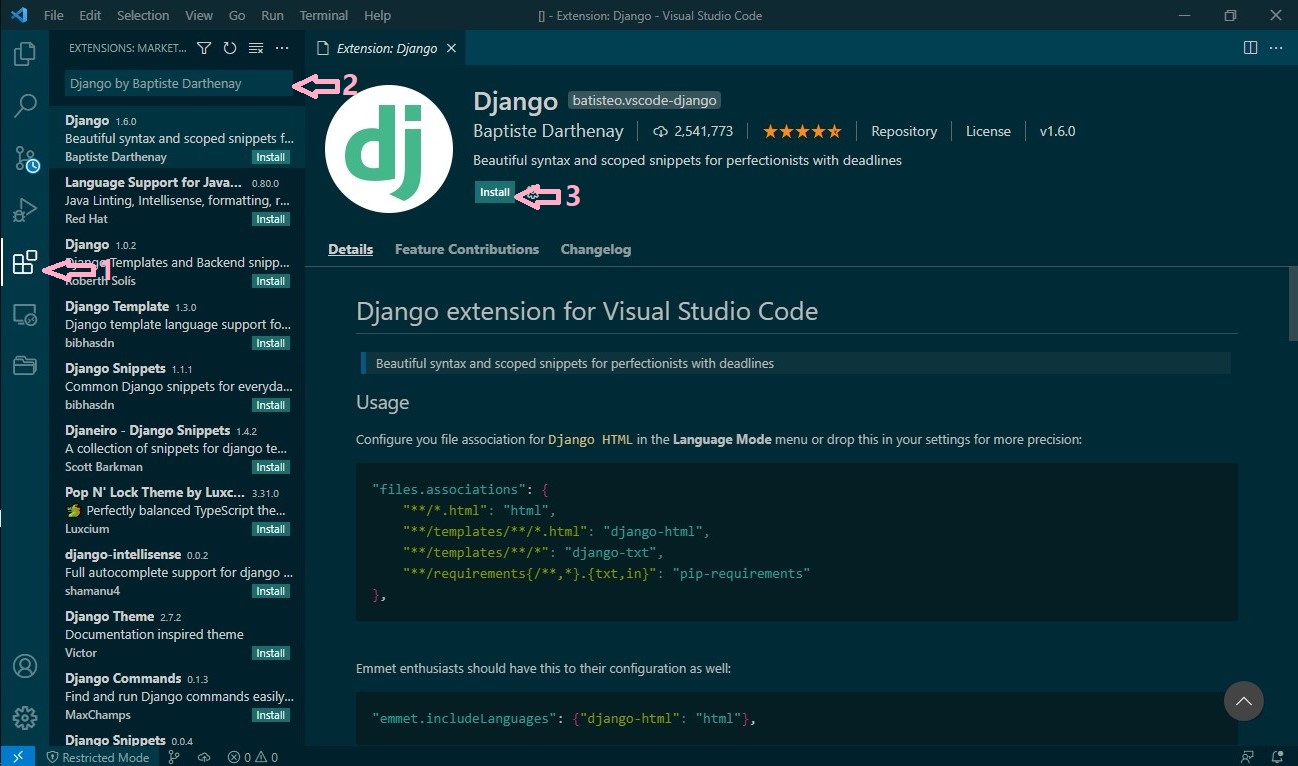 File Edit Selection View Go Run Terminal Help
[] - Extension: Django - Visual Studio Code
EXTENSIONS: MARKET...
Extension: Django
Django by Baptiste Darthenay
2
Django 1.6.0
Beautiful syntax and scoped snippets f...
Baptiste Darthenay Install
Language Support for Java... 0.80.0
Java Linting, Intellisense, formatting, r...
Red Hat Install
Django 1.0.2
Django Templates and Backend snipp...
1
Roberth Solís Install
Django Template 1.3.0
Django template language support fo...
bibhasdn Install
Django Snippets 1.1.1
Common Django snippets for everyda...
bibhasdn Install
Djaneiro - Django Snippets 1.4.2
A collection of snippets for django te...
Scott Barkman Install
Pop N' Lock Theme by Luxc... 3.31.0
Perfectly balanced TypeScript the...
Luxcium Install
django-intellisense 0.0.2
Full autocomplete support for django ...
shamanu4 Install
Django Theme 2.7.2
Documentation inspired theme
Victor Install
Django Commands 0.1.3
Find and run Django commands easily...
MaxChamps Install
Django Snippets 0.0.4
dj
Django batisteo.vscode-django
Baptiste Darthenay 2,541,773 Repository License v1.6.0
Beautiful syntax and scoped snippets for perfectionists with deadlines
Install 3
Details Feature Contributions Changelog
Django extension for Visual Studio Code
Beautiful syntax and scoped snippets for perfectionists with deadlines
Usage
Configure you file association for Django HTML in the Language Mode menu or drop this in your settings for more precision:
"files.associations": {
"**/*.html": "html",
"**/templates/**/*.html": "django-html",
"**/templates/**/*": "django-txt",
"**/requirements{/**,*}.{txt,in}": "pip-requirements"
},
Emmet enthusiasts should have this to their configuration as well:
"emmet.includeLanguages": {"django-html": "html"},
Restricted Mode 0 0